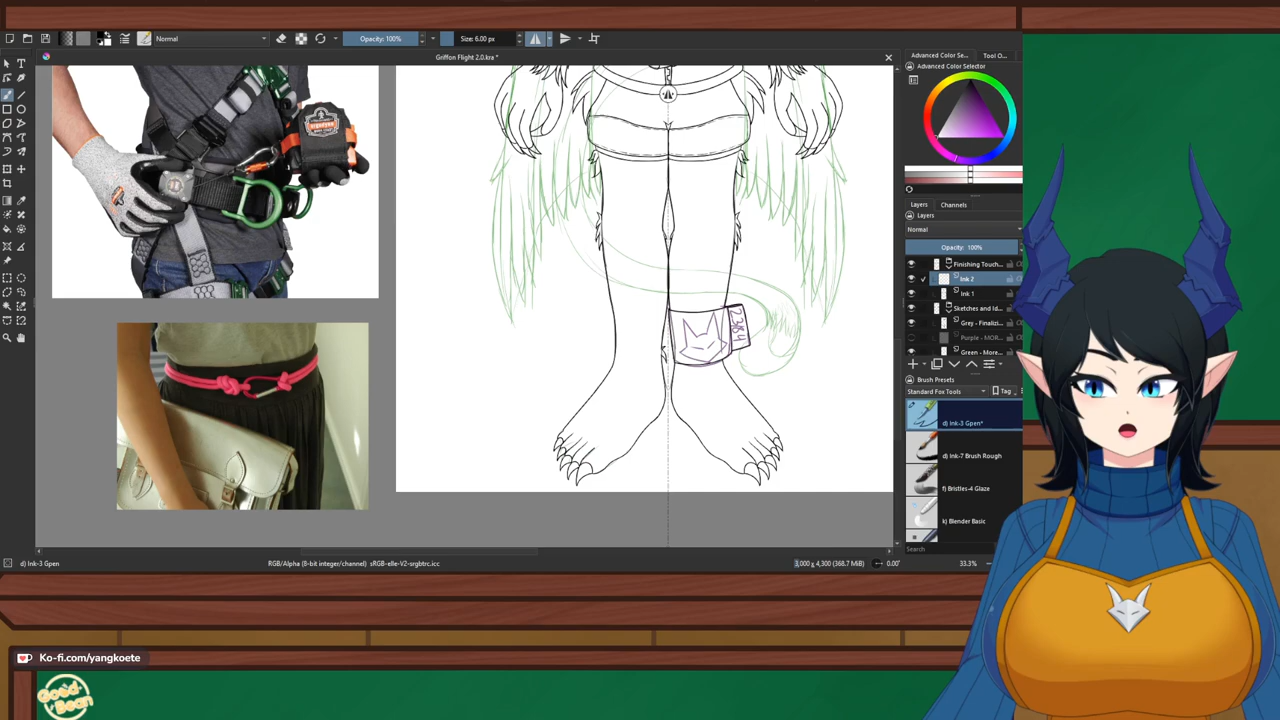 Normal
Opacity: 100%
Size: 6.00 px
Griffon Flight 2.0.kra *
Advanced Color Se...
Tool O...
Advanced Color Selector
Layers
Channels
Layers
Normal
Opacity: 100%
Finishing Touch...
Ink 2
Ink 1
Sketches and Id...
Grey - Finalizi...
Purple - MOR...
Green - More...
Brush Presets
Standard Fox Tools
Tag
d) Ink-3 Gpen*
d) Ink-7 Brush Rough
f) Bristles-4 Glaze
k) Blender Basic
Search
d) Ink-3 Gpen
RGB/Alpha (8-bit integer/channel) sRGB-elle-V2-srgbtrc.icc
3,000 x 4,300 (368.7 MiB)
0.00°
33.3%
Ko-fi.com/yangkoete
Good
Bean